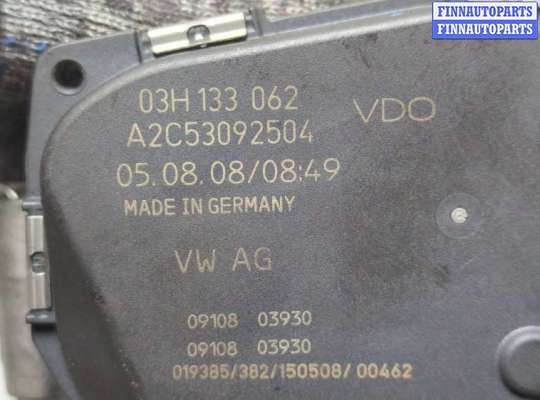 FINNAUTOPARTS
FINNAUTOPARTS
03H 133 062
VDO
A2C53092504
05.08.08/08:49
MADE IN GERMANY
VW AG
09108 03930
09108 03930
019385/382/150508/00462